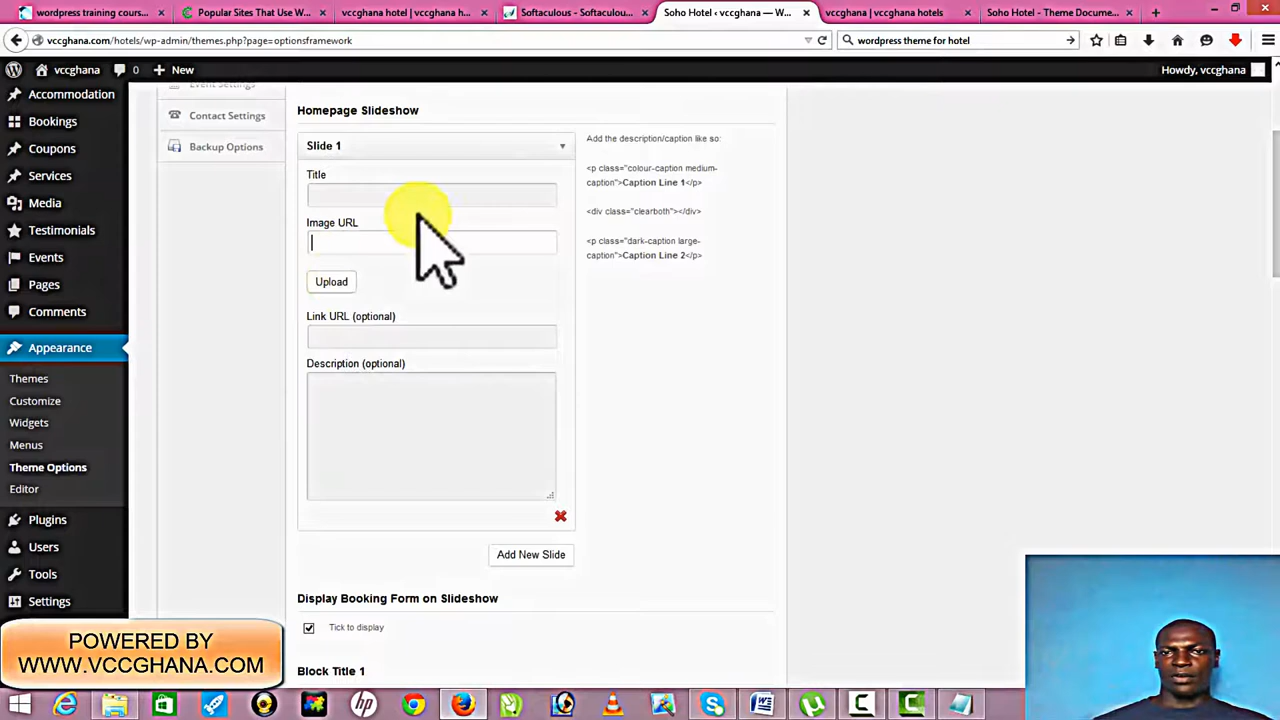 wordpress training cours...
Popular Sites That Use W...
vccghana hotel | vccghana h...
Softaculous - Softaculou...
Soho Hotel ‹ vccghana — W...
vccghana | vccghana hotels
Soho Hotel - Theme Docume...
vccghana.com/hotels/wp-admin/themes.php?page=optionsframework
wordpress theme for hotel
vccghana
0
New
Howdy, vccghana
Accommodation
Bookings
Coupons
Services
Media
Testimonials
Events
Pages
Comments
Appearance
Themes
Customize
Widgets
Menus
Theme Options
Editor
Plugins
Users
Tools
Settings
Event Settings
Contact Settings
Backup Options
Homepage Slideshow
Slide 1
Title
Image URL
Upload
Link URL (optional)
Description (optional)
Add New Slide
Add the description/caption like so:
<p class="colour-caption medium-
caption">Caption Line 1</p>
<div class="clearboth"></div>
<p class="dark-caption large-
caption">Caption Line 2</p>
Display Booking Form on Slideshow
Tick to display
Block Title 1
POWERED BY
WWW.VCCGHANA.COM